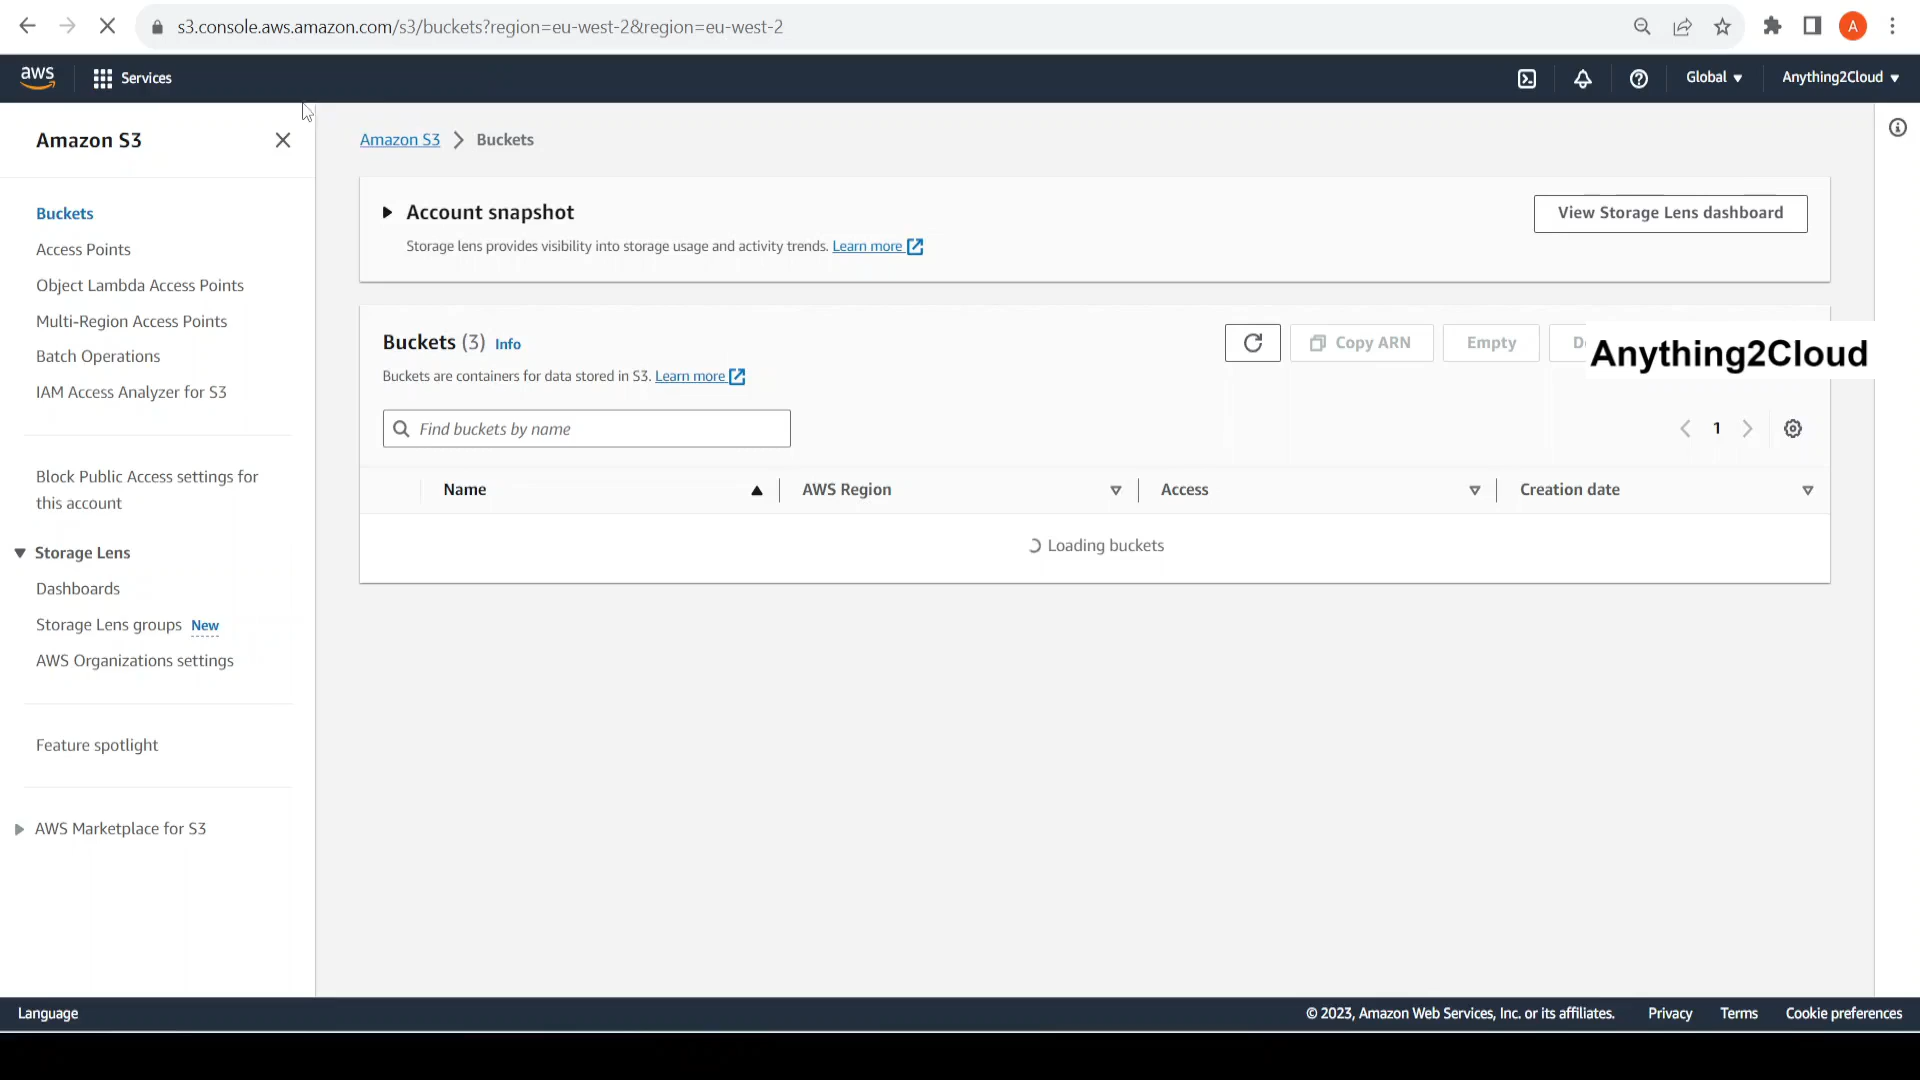 s3.console.aws.amazon.com/s3/buckets?region=eu-west-2&region=eu-west-2
A
aws
Services
Global
Anything2Cloud
Amazon S3
Buckets
Access Points
Object Lambda Access Points
Multi-Region Access Points
Batch Operations
IAM Access Analyzer for S3
Block Public Access settings for
this account
Storage Lens
Dashboards
Storage Lens groups New
AWS Organizations settings
Feature spotlight
AWS Marketplace for S3
Amazon S3
Buckets
Account snapshot
View Storage Lens dashboard
Storage lens provides visibility into storage usage and activity trends. Learn more
Buckets (3) Info
Copy ARN
Empty
Anything2Cloud
Buckets are containers for data stored in S3. Learn more
Find buckets by name
1
Name
AWS Region
Access
Creation date
Loading buckets
Language
© 2023, Amazon Web Services, Inc. or its affiliates.
Privacy
Terms
Cookie preferences